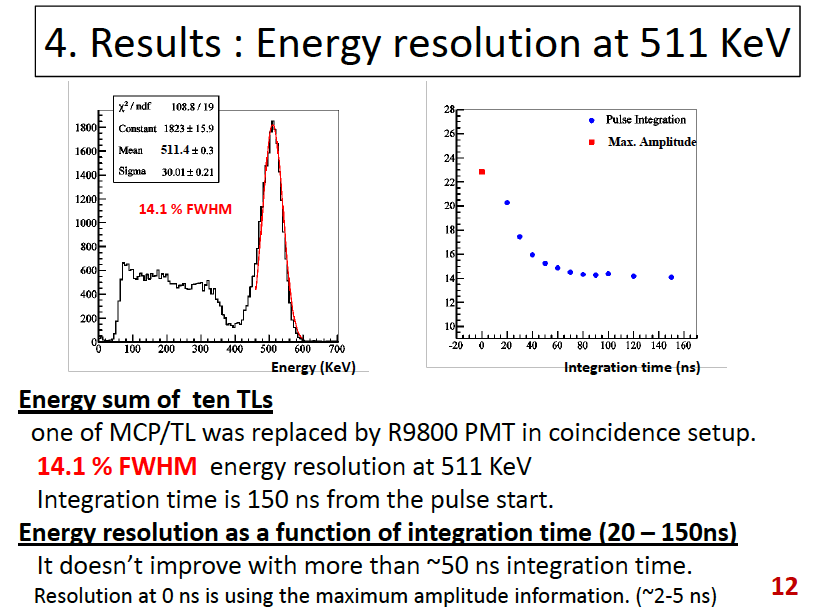 4. Results : Energy resolution at 511 KeV
χ² / ndf 108.8 / 19
Constant 1823 ± 15.9
Mean 511.4 ± 0.3
Sigma 30.01 ± 0.21
14.1 % FWHM
1800
1600
1400
1200
1000
800
600
400
200
0
0 100 200 300 400 500 600 700
Energy (KeV)
Pulse Integration
Max. Amplitude
28
26
24
22
20
18
16
14
12
10
-20 0 20 40 60 80 100 120 140 160
Integration time (ns)
Energy sum of ten TLs
one of MCP/TL was replaced by R9800 PMT in coincidence setup.
14.1 % FWHM energy resolution at 511 KeV
Integration time is 150 ns from the pulse start.
Energy resolution as a function of integration time (20 – 150ns)
It doesn’t improve with more than ~50 ns integration time.
Resolution at 0 ns is using the maximum amplitude information. (~2-5 ns)
12